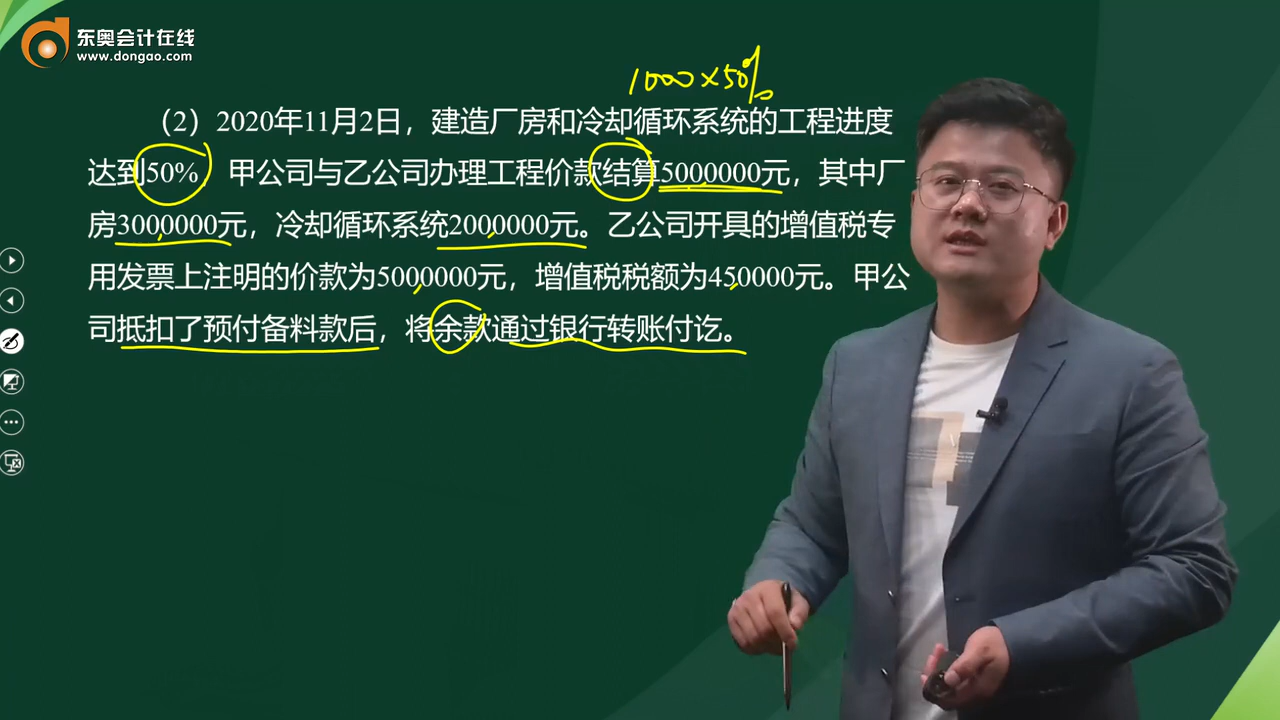 东奥会计在线
www.dongao.com
1000×50%
（2）2020年11月2日，建造厂房和冷却循环系统的工程进度
达到50%，甲公司与乙公司办理工程价款结算5000000元，其中厂
房3000000元，冷却循环系统2000000元。乙公司开具的增值税专
用发票上注明的价款为5000000元，增值税税额为450000元。甲公
司抵扣了预付备料款后，将余款通过银行转账付讫。